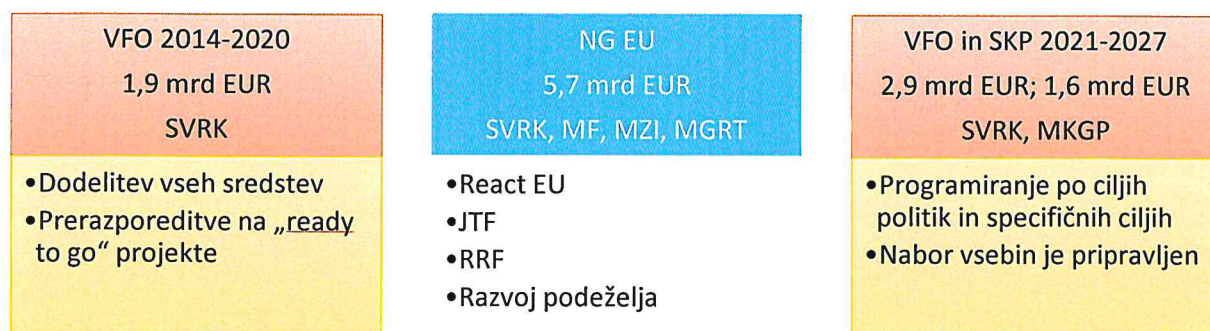 VFO 2014-2020
1,9 mrd EUR
SVRK
•Dodelitev vseh sredstev
•Prerazporeditve na „ready
to go“ projekte
NG EU
5,7 mrd EUR
SVRK, MF, MZI, MGRT
•React EU
•JTF
•RRF
•Razvoj podeželja
VFO in SKP 2021-2027
2,9 mrd EUR; 1,6 mrd EUR
SVRK, MKGP
•Programiranje po ciljih
politik in specifičnih ciljih
•Nabor vsebin je pripravljen